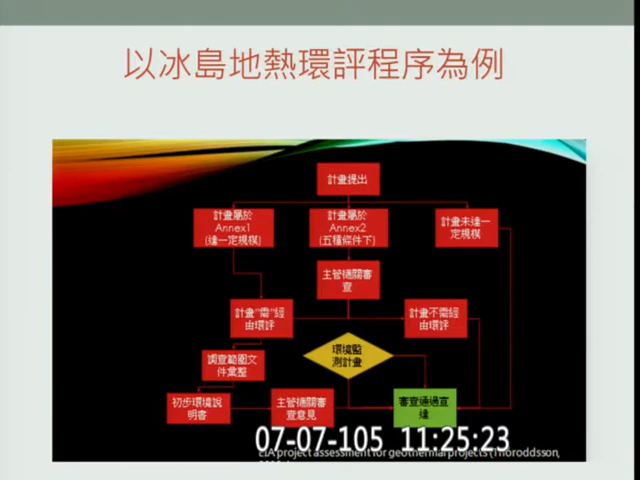 以冰島地熱環評程序為例
計畫提出
計畫屬於
Annex1
(達一定規模)
計畫屬於
Annex2
(五種條件下)
計畫未達一
定規模
主管機關審
查
計畫"需"經
由環評
計畫不需經
由環評
環境監
測計畫
調查範圍文
件彙整
初步環境說
明書
主管機關審
查意見
審查通過宣
達
07-07-105 11:25:23
EIA project assessment for geothermal projects (Thoroddsson,